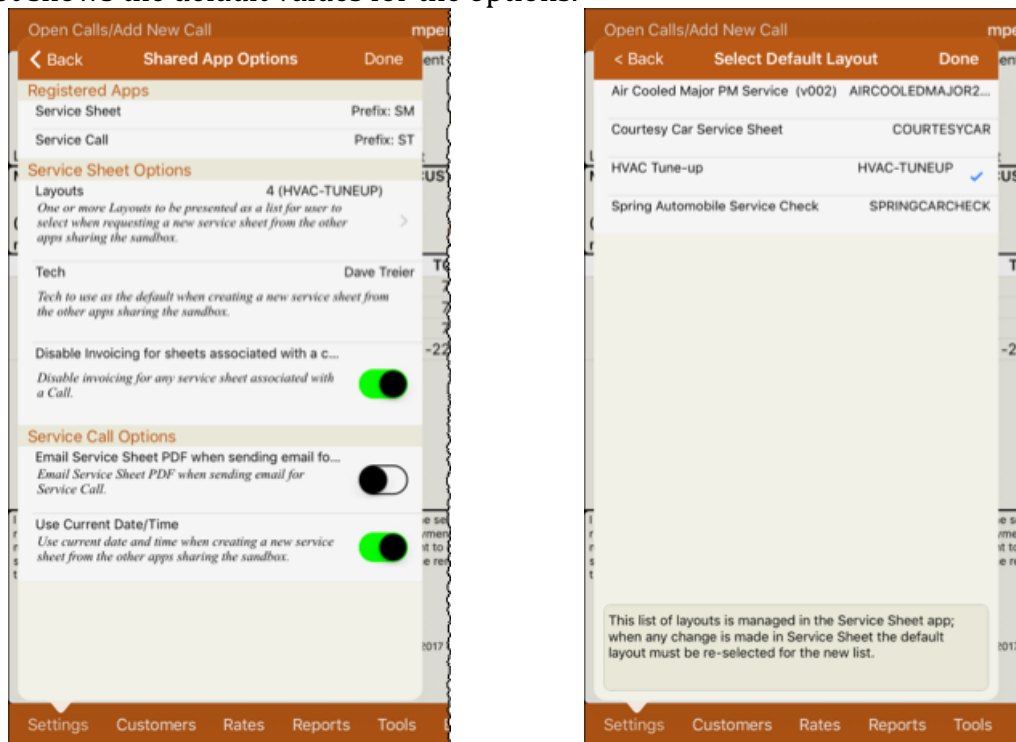 Open Calls/Add New Call
Back Shared App Options Done
Registered Apps
Service Sheet Prefix: SM
Service Call Prefix: ST
Service Sheet Options
Layouts 4 (HVAC-TUNEUP)
One or more Layouts to be presented as a list for user to
select when requesting a new service sheet from the other
apps sharing the sandbox.
Tech Dave Treier
Tech to use as the default when creating a new service sheet from
the other apps sharing the sandbox.
Disable Invoicing for sheets associated with a c...
Disable invoicing for any service sheet associated with
a Call.
Service Call Options
Email Service Sheet PDF when sending email fo...
Email Service Sheet PDF when sending email for
Service Call.
Use Current Date/Time
Use current date and time when creating a new service
sheet from the other apps sharing the sandbox.
-22
2017
Settings Customers Rates Reports Tools
Open Calls/Add New Call
< Back Select Default Layout Done
Air Cooled Major PM Service (v002) AIRCOOLEDMAJOR2...
Courtesy Car Service Sheet COURTESYCAR
HVAC Tune-up HVAC-TUNEUP
Spring Automobile Service Check SPRINGCARCHECK
This list of layouts is managed in the Service Sheet app;
when any change is made in Service Sheet the default
layout must be re-selected for the new list.
Settings Customers Rates Reports Tools